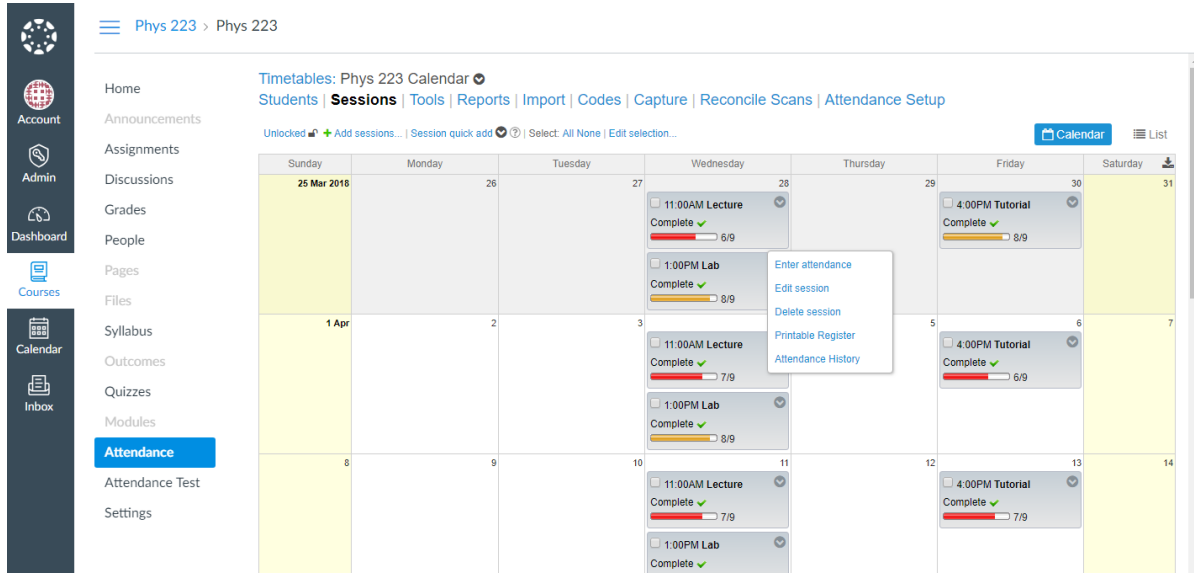 Phys 223 > Phys 223
Account
Admin
Dashboard
Courses
Calendar
Inbox
Home
Announcements
Assignments
Discussions
Grades
People
Pages
Files
Syllabus
Outcomes
Quizzes
Modules
Attendance
Attendance Test
Settings
Timetables: Phys 223 Calendar
Students | Sessions | Tools | Reports | Import | Codes | Capture | Reconcile Scans | Attendance Setup
Unlocked + Add sessions... | Session quick add ? | Select: All None | Edit selection...
Calendar List
Sunday Monday Tuesday Wednesday Thursday Friday Saturday
25 Mar 2018 26 27 28 29 30 31
11:00AM Lecture
Complete
6/9
1:00PM Lab
Complete
8/9
4:00PM Tutorial
Complete
8/9
Enter attendance
Edit session
Delete session
Printable Register
Attendance History
1 Apr 2 3 5 6 7
11:00AM Lecture
Complete
7/9
1:00PM Lab
Complete
8/9
4:00PM Tutorial
Complete
6/9
8 9 10 11 12 13 14
11:00AM Lecture
Complete
7/9
1:00PM Lab
Complete
4:00PM Tutorial
Complete
7/9